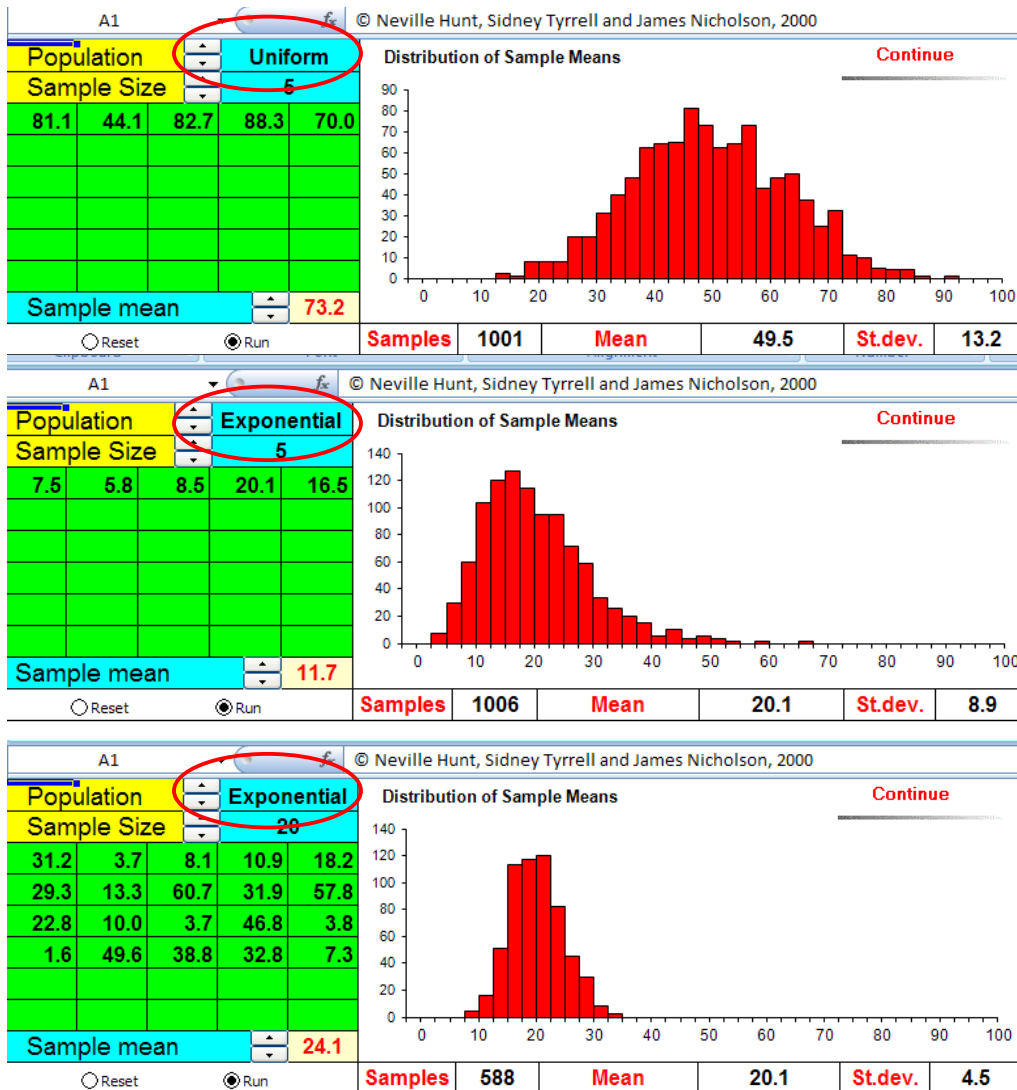 A1 fx © Neville Hunt, Sidney Tyrrell and James Nicholson, 2000
Population Uniform
Sample Size 5
81.1 44.1 82.7 88.3 70.0
Sample mean 73.2
Reset Run
Distribution of Sample Means Continue
90
80
70
60
50
40
30
20
10
0
0 10 20 30 40 50 60 70 80 90 100
Samples 1001 Mean 49.5 St.dev. 13.2
A1 fx © Neville Hunt, Sidney Tyrrell and James Nicholson, 2000
Population Exponential
Sample Size 5
7.5 5.8 8.5 20.1 16.5
Sample mean 11.7
Reset Run
Distribution of Sample Means Continue
140
120
100
80
60
40
20
0
0 10 20 30 40 50 60 70 80 90 100
Samples 1006 Mean 20.1 St.dev. 8.9
A1 fx © Neville Hunt, Sidney Tyrrell and James Nicholson, 2000
Population Exponential
Sample Size 20
31.2 3.7 8.1 10.9 18.2
29.3 13.3 60.7 31.9 57.8
22.8 10.0 3.7 46.8 3.8
1.6 49.6 38.8 32.8 7.3
Sample mean 24.1
Reset Run
Distribution of Sample Means Continue
140
120
100
80
60
40
20
0
0 10 20 30 40 50 60 70 80 90 100
Samples 588 Mean 20.1 St.dev. 4.5